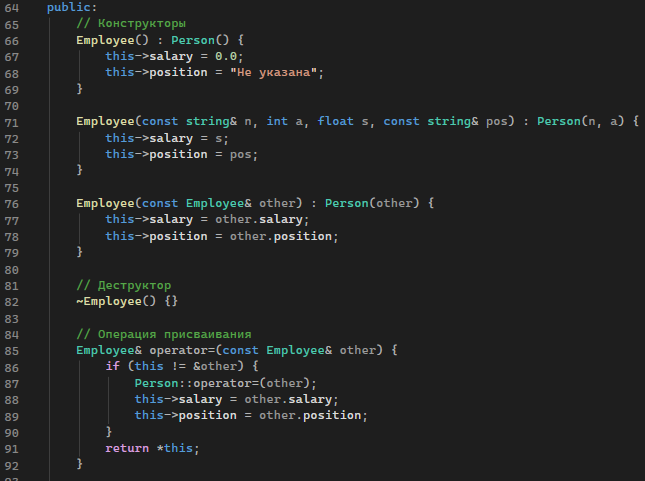 64 public:
65 // Конструкторы
66 Employee() : Person() {
67 this->salary = 0.0;
68 this->position = "Не указана";
69 }
70
71 Employee(const string& n, int a, float s, const string& pos) : Person(n, a) {
72 this->salary = s;
73 this->position = pos;
74 }
75
76 Employee(const Employee& other) : Person(other) {
77 this->salary = other.salary;
78 this->position = other.position;
79 }
80
81 // Деструктор
82 ~Employee() {}
83
84 // Операция присваивания
85 Employee& operator=(const Employee& other) {
86 if (this != &other) {
87 Person::operator=(other);
88 this->salary = other.salary;
89 this->position = other.position;
90 }
91 return *this;
92 }